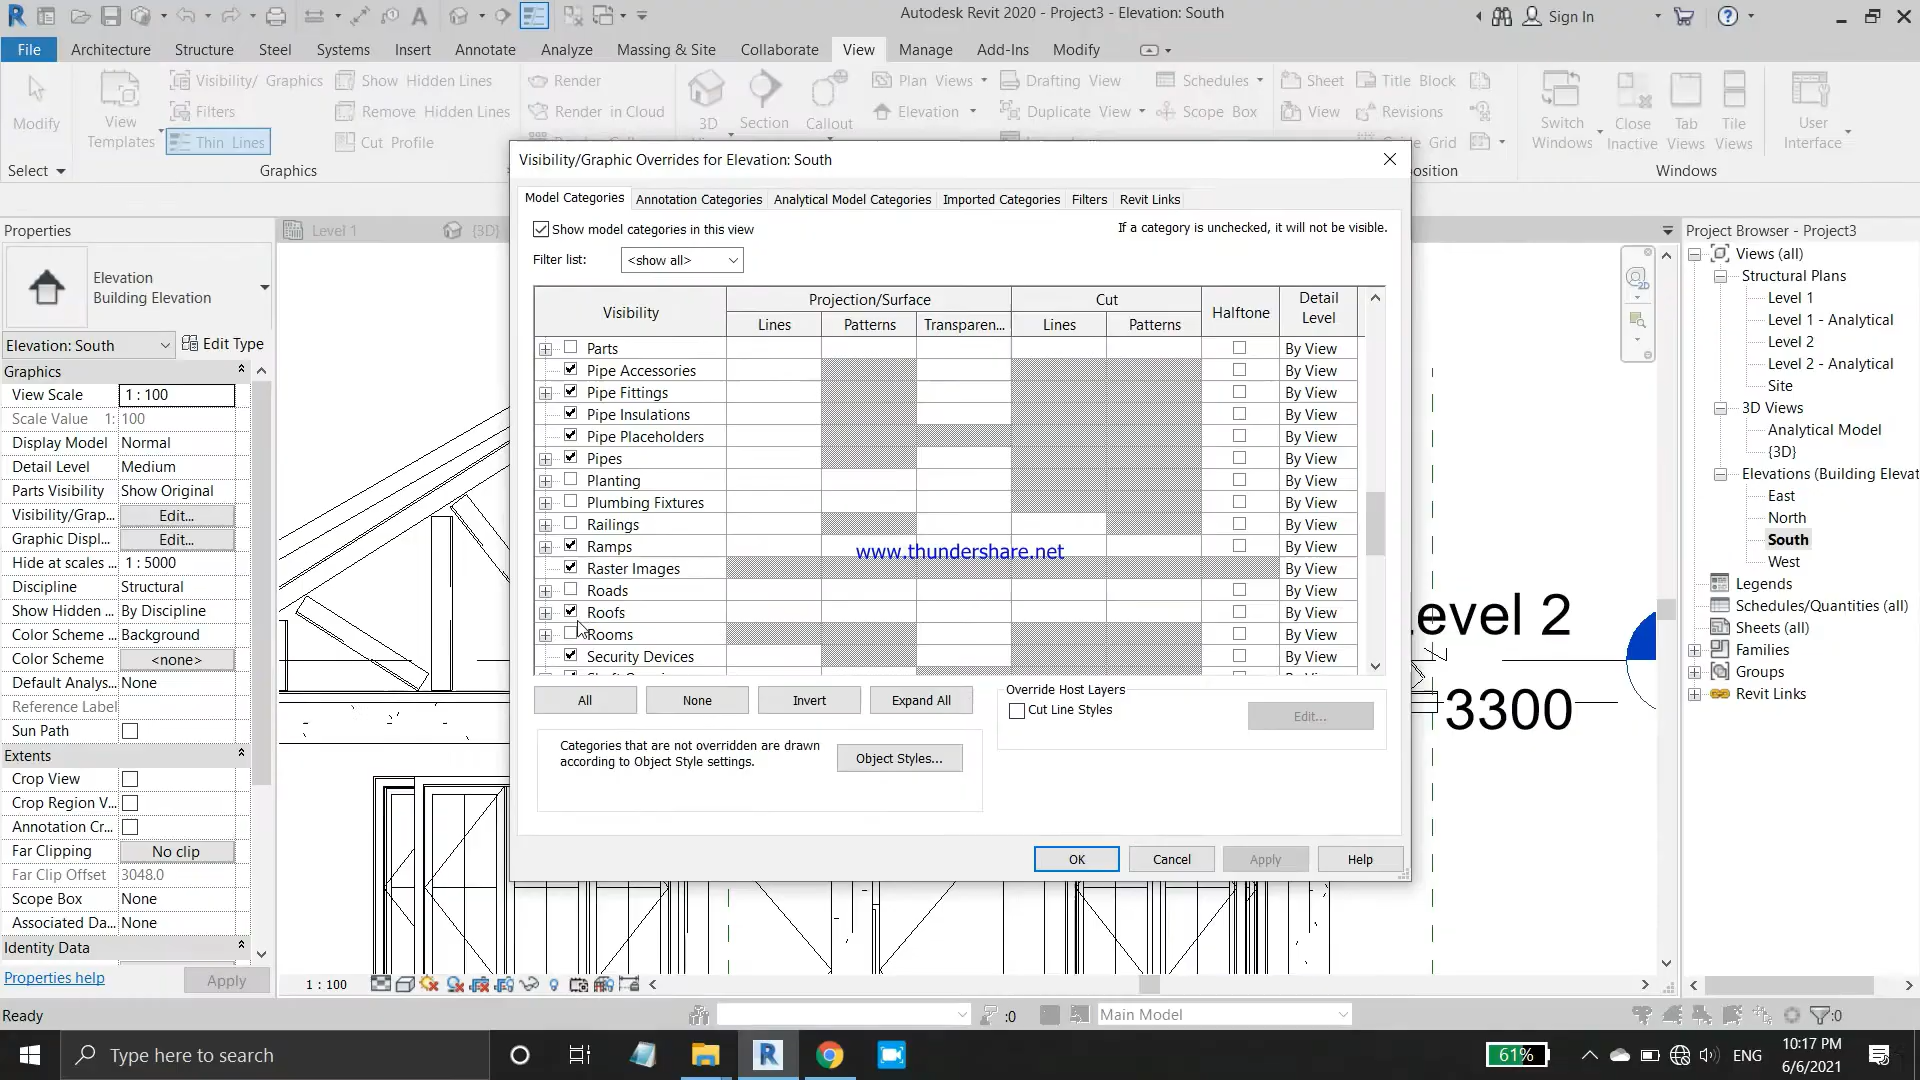 Autodesk Revit 2020 - Project3 - Elevation: South
Sign In
File Architecture Structure Steel Systems Insert Annotate Analyze Massing & Site Collaborate View Manage Add-Ins Modify
Visibility/ Graphics Show Hidden Lines Render Plan Views Drafting View Schedules Sheet Title Block
Filters Remove Hidden Lines Render in Cloud Elevation Duplicate View Scope Box View Revisions
Modify View Templates Thin Lines Cut Profile 3D Section Callout Grid Switch Windows Close Inactive Tab Views Tile Views User Interface
Select Graphics Windows
Visibility/Graphic Overrides for Elevation: South
Model Categories Annotation Categories Analytical Model Categories Imported Categories Filters Revit Links
Show model categories in this view
If a category is unchecked, it will not be visible.
Filter list: <show all>
Visibility Projection/Surface Cut Halftone Detail Level
Lines Patterns Transparen... Lines Patterns
Parts By View
Pipe Accessories By View
Pipe Fittings By View
Pipe Insulations By View
Pipe Placeholders By View
Pipes By View
Planting By View
Plumbing Fixtures By View
Railings By View
Ramps By View
www.thundershare.net
Raster Images By View
Roads By View
Roofs By View
Rooms By View
Security Devices By View
All None Invert Expand All
Override Host Layers
Cut Line Styles
Edit...
Categories that are not overridden are drawn
according to Object Style settings.
Object Styles...
OK Cancel Apply Help
Properties
Elevation
Building Elevation
Elevation: South Edit Type
Graphics
View Scale 1 : 100
Scale Value 1: 100
Display Model Normal
Detail Level Medium
Parts Visibility Show Original
Visibility/Grap... Edit...
Graphic Displ... Edit...
Hide at scales ... 1 : 5000
Discipline Structural
Show Hidden ... By Discipline
Color Scheme ... Background
Color Scheme <none>
Default Analys... None
Reference Label
Sun Path
Extents
Crop View
Crop Region V...
Annotation Cr...
Far Clipping No clip
Far Clip Offset 3048.0
Scope Box None
Associated Da... None
Identity Data
Properties help Apply
Level 1 {3D}
Level 2
3300
1 : 100
Project Browser - Project3
Views (all)
Structural Plans
Level 1
Level 1 - Analytical
Level 2
Level 2 - Analytical
Site
3D Views
Analytical Model
{3D}
Elevations (Building Elevat
East
North
South
West
Legends
Schedules/Quantities (all)
Sheets (all)
Families
Groups
Revit Links
Ready
:0
Main Model
:0
Type here to search
61%
ENG
10:17 PM
6/6/2021